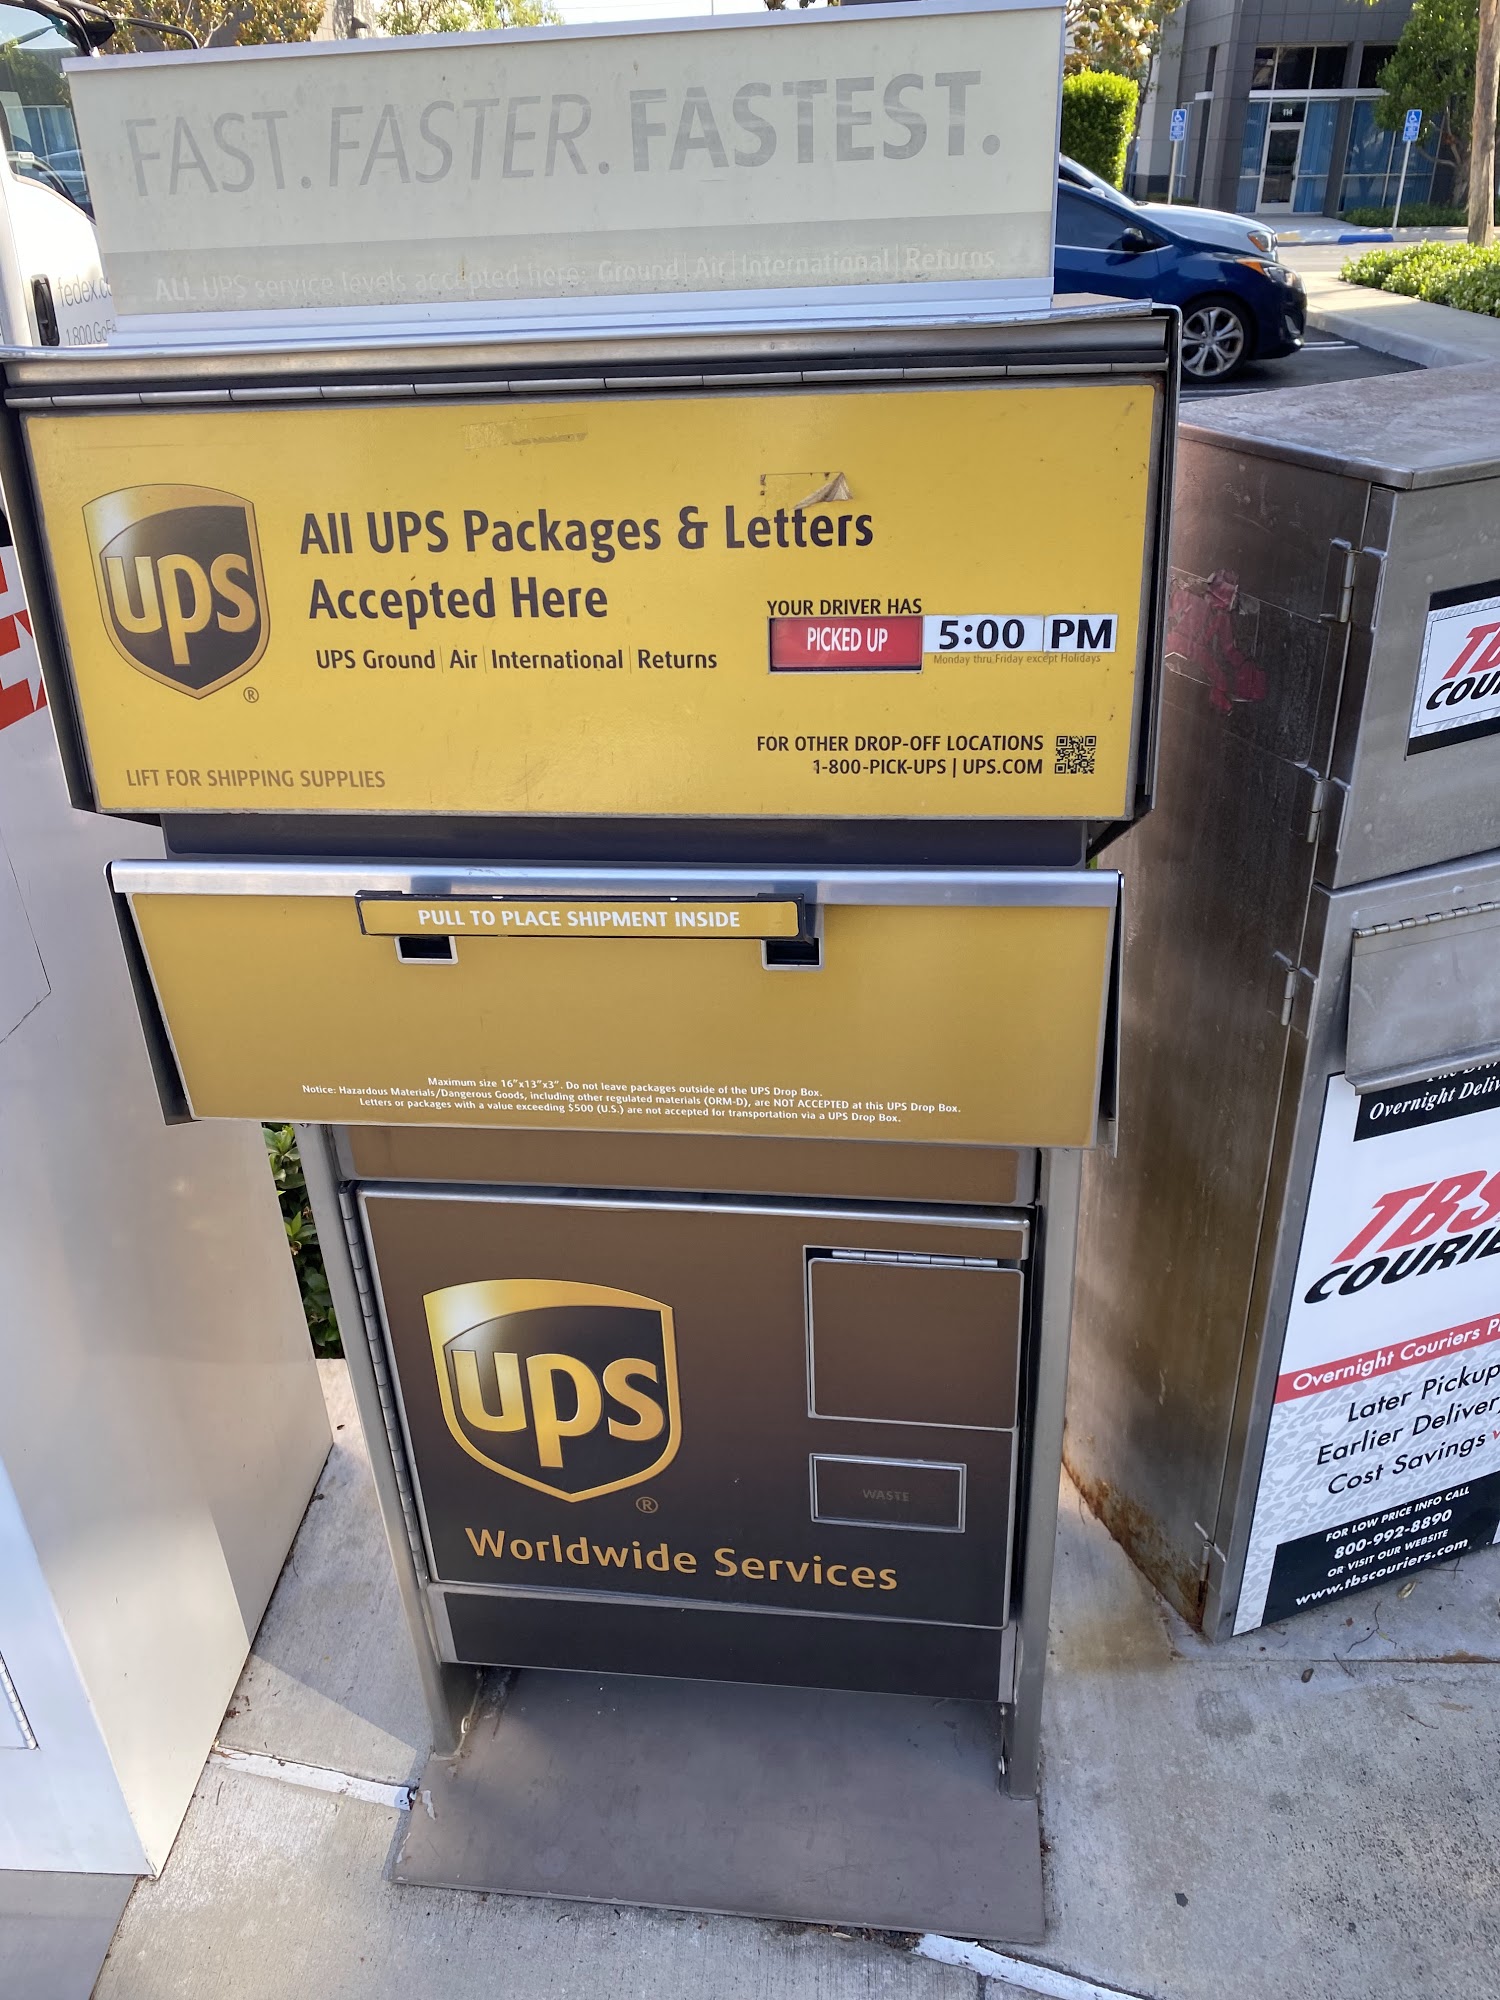 FAST. FASTER. FASTEST.
ALL UPS service levels accepted here: Ground | Air | International | Returns
114
ups
®
All UPS Packages & Letters
Accepted Here
UPS Ground | Air | International | Returns
YOUR DRIVER HAS
PICKED UP
5:00 PM
Monday thru Friday except Holidays
FOR OTHER DROP-OFF LOCATIONS
1-800-PICK-UPS | UPS.COM
LIFT FOR SHIPPING SUPPLIES
PULL TO PLACE SHIPMENT INSIDE
Maximum size 16"x13"x3". Do not leave packages outside of the UPS Drop Box.
Notice: Hazardous Materials/Dangerous Goods, including other regulated materials (ORM-D), are NOT ACCEPTED at this UPS Drop Box.
Letters or packages with a value exceeding $500 (U.S.) are not accepted for transportation via a UPS Drop Box.
ups
®
WASTE
Worldwide Services
fedex.c
1.800.GoFe
TB
COU
Overnight Deliv
TBS
COURIE
Overnight Couriers P
Later Pickup
Earlier Deliver
Cost Savings
FOR LOW PRICE INFO CALL
800-992-8890
OR VISIT OUR WEBSITE
www.tbscouriers.com